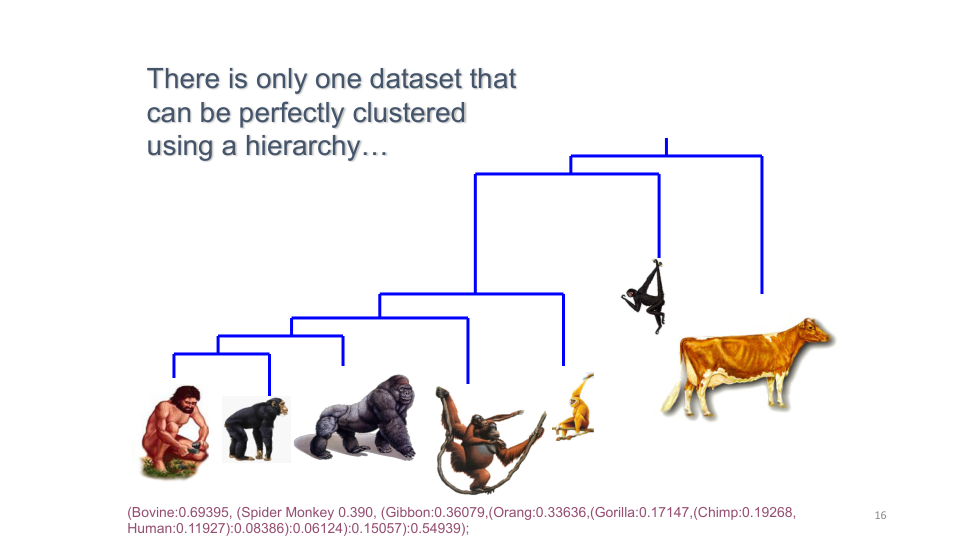 There is only one dataset that
can be perfectly clustered
using a hierarchy…
(Bovine:0.69395, (Spider Monkey 0.390, (Gibbon:0.36079,(Orang:0.33636,(Gorilla:0.17147,(Chimp:0.19268,
Human:0.11927):0.08386):0.06124):0.15057):0.54939);
16